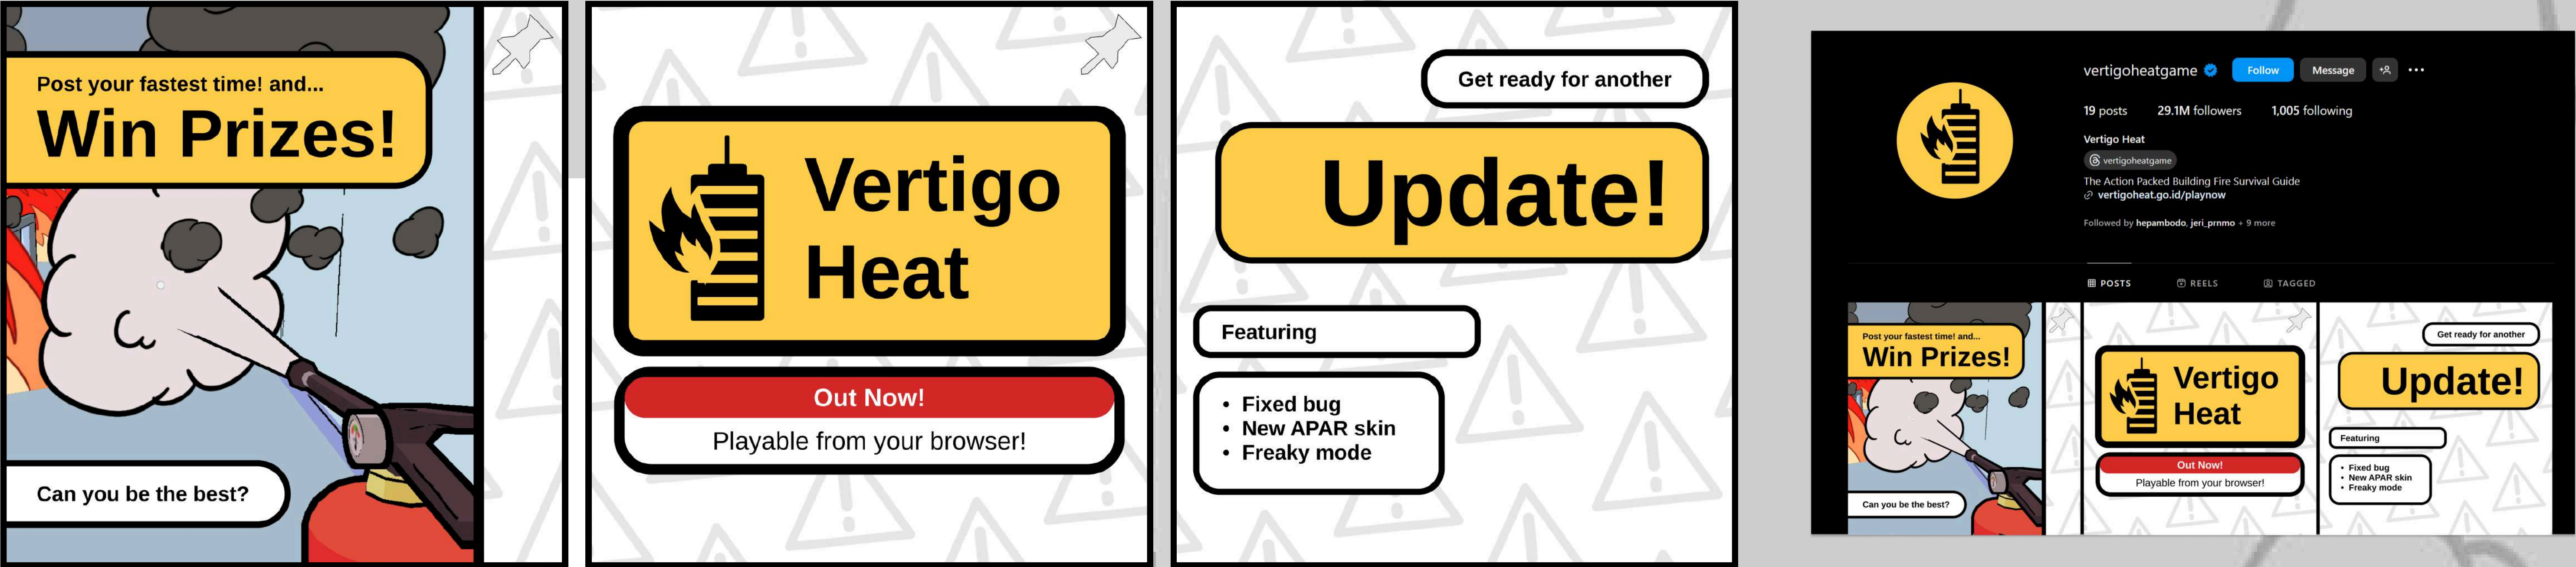 Post your fastest time! and...
Win Prizes!
Can you be the best?
Vertigo
Heat
Out Now!
Playable from your browser!
Get ready for another
Update!
Featuring
• Fixed bug
• New APAR skin
• Freaky mode
vertigoheatgame
Follow
Message
19 posts
29.1M followers
1,005 following
Vertigo Heat
vertigoheatgame
The Action Packed Building Fire Survival Guide
vertigoheat.go.id/playnow
Followed by hepambodo, jeri_prnmo + 9 more
POSTS
REELS
TAGGED
Post your fastest time! and...
Win Prizes!
Can you be the best?
Vertigo
Heat
Out Now!
Playable from your browser!
Get ready for another
Update!
Featuring
• Fixed bug
• New APAR skin
• Freaky mode